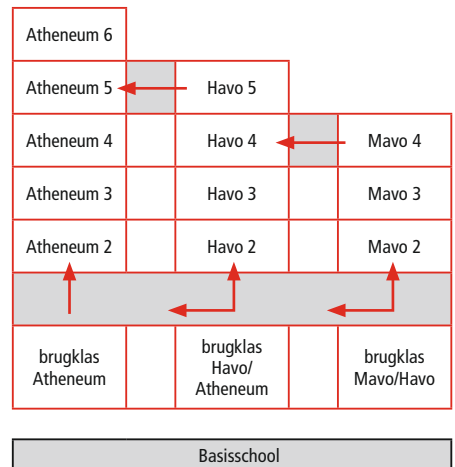 Atheneum 6
Atheneum 5
Havo 5
Atheneum 4
Havo 4
Mavo 4
Atheneum 3
Havo 3
Mavo 3
Atheneum 2
Havo 2
Mavo 2
brugklas
Atheneum
brugklas
Havo/
Atheneum
brugklas
Mavo/Havo
Basisschool